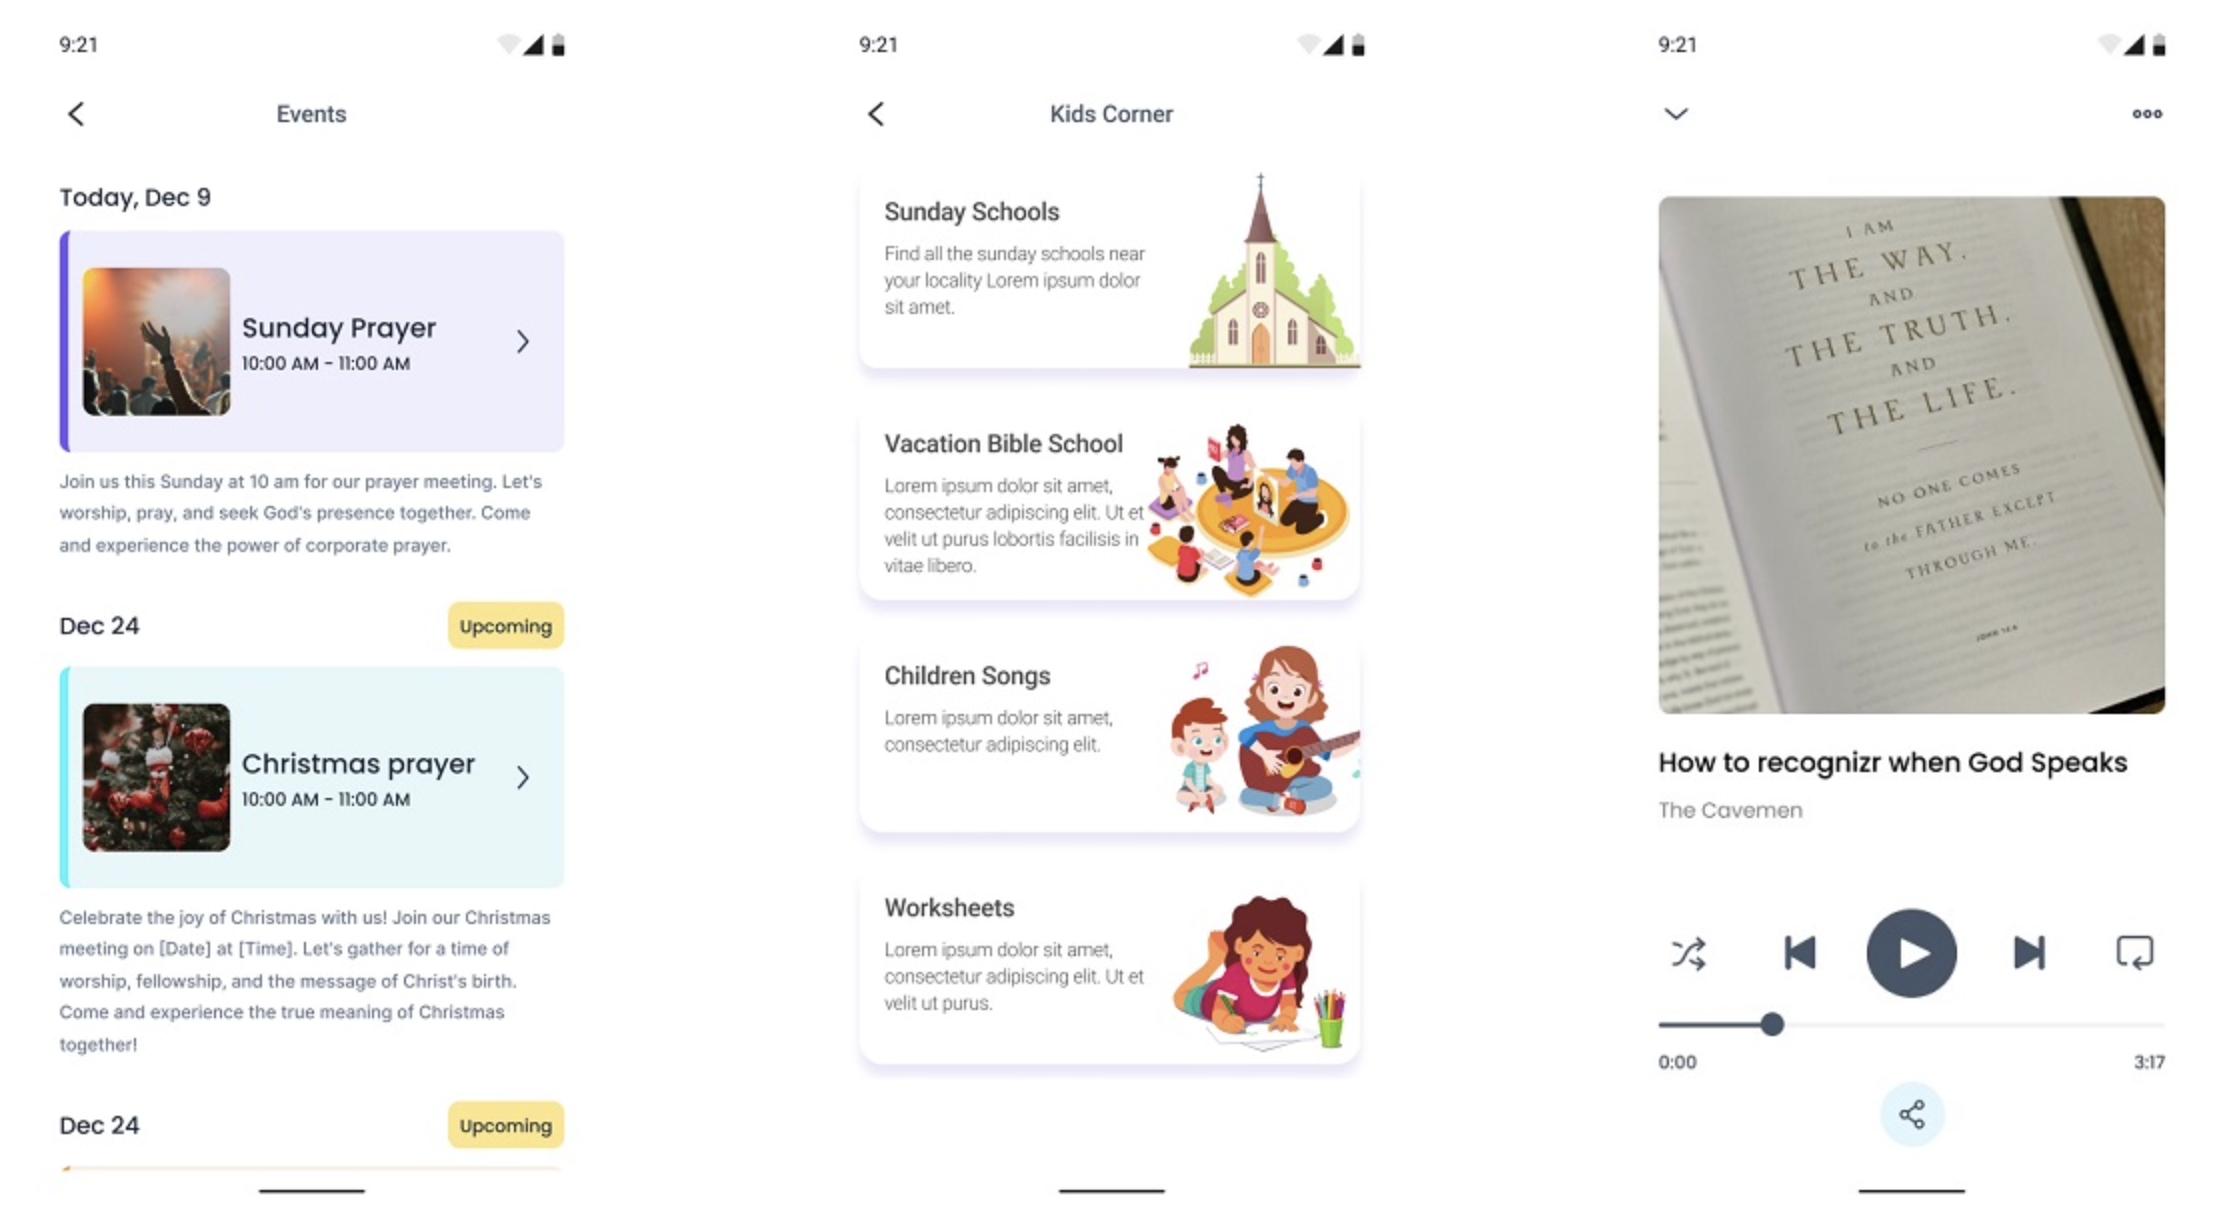 9:21
Events
Today, Dec 9
Sunday Prayer
10:00 AM - 11:00 AM
Join us this Sunday at 10 am for our prayer meeting. Let's
worship, pray, and seek God's presence together. Come
and experience the power of corporate prayer.
Dec 24
Upcoming
Christmas prayer
10:00 AM - 11:00 AM
Celebrate the joy of Christmas with us! Join our Christmas
meeting on [Date] at [Time]. Let's gather for a time of
worship, fellowship, and the message of Christ's birth.
Come and experience the true meaning of Christmas
together!
Dec 24
Upcoming
9:21
Kids Corner
Sunday Schools
Find all the sunday schools near
your locality Lorem ipsum dolor
sit amet.
Vacation Bible School
Lorem ipsum dolor sit amet,
consectetur adipiscing elit. Ut et
velit ut purus lobortis facilisis in
vitae libero.
Children Songs
Lorem ipsum dolor sit amet,
consectetur adipiscing elit.
Worksheets
Lorem ipsum dolor sit amet,
consectetur adipiscing elit. Ut et
velit ut purus.
9:21
I AM
THE WAY.
AND
THE TRUTH.
AND
THE LIFE.
NO ONE COMES
to the FATHER EXCEPT
THROUGH ME.
JOHN 14:6
How to recognizr when God Speaks
The Cavemen
0:00
3:17